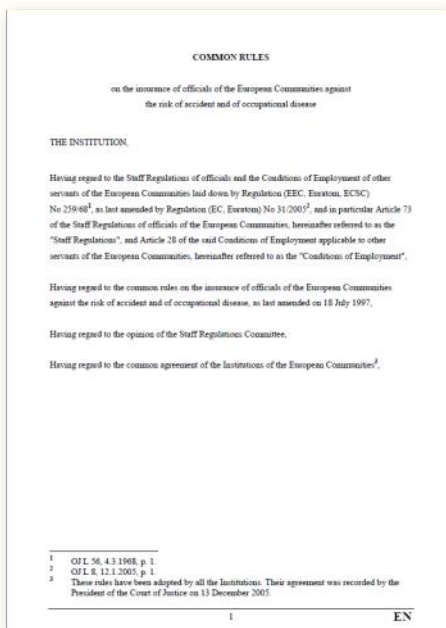 COMMON RULES
on the insurance of officials of the European Communities against
the risk of accident and of occupational disease
THE INSTITUTION,
Having regard to the Staff Regulations of officials and the Conditions of Employment of other
servants of the European Communities laid down by Regulation (EEC, Euratom, ECSC)
No 259/68¹, as last amended by Regulation (EC, Euratom) No 31/2005², and in particular Article 73
of the Staff Regulations of officials of the European Communities, hereinafter referred to as the
"Staff Regulations", and Article 28 of the said Conditions of Employment applicable to other
servants of the European Communities, hereinafter referred to as the "Conditions of Employment",
Having regard to the common rules on the insurance of officials of the European Communities
against the risk of accident and of occupational disease, as last amended on 18 July 1997,
Having regard to the opinion of the Staff Regulations Committee,
Having regard to the common agreement of the Institutions of the European Communities³,
1 OJ L 56, 4.3.1968, p. 1.
2 OJ L 8, 12.1.2005, p. 1.
3 These rules have been adopted by all the Institutions. Their agreement was recorded by the
President of the Court of Justice on 13 December 2005.
1 EN